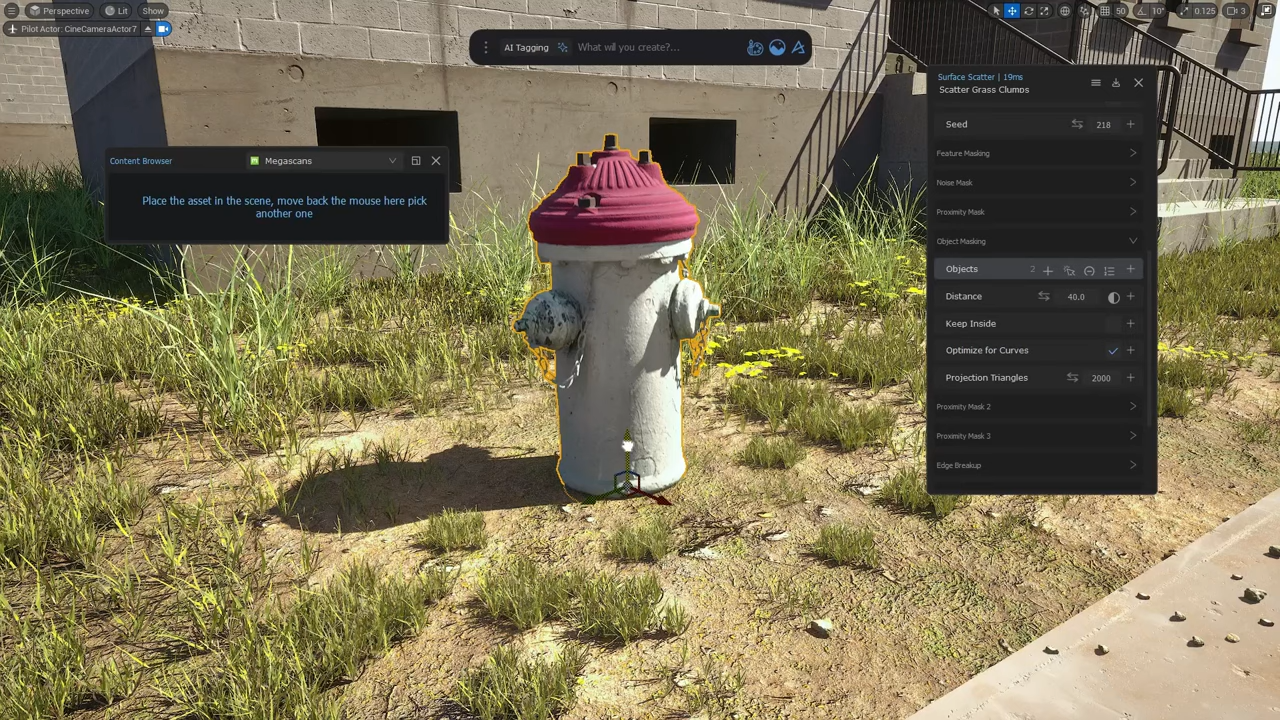 Perspective
Lit
Show
50
10°
0.125
3
Pilot Actor: CineCameraActor7
AI Tagging
What will you create?...
Surface Scatter | 19ms
Scatter Grass Clumps
Seed
218
Feature Masking
Noise Mask
Proximity Mask
Object Masking
Objects
2
Distance
40.0
Keep Inside
Optimize for Curves
Projection Triangles
2000
Proximity Mask 2
Proximity Mask 3
Edge Breakup
Content Browser
Megascans
Place the asset in the scene, move back the mouse here pick
another one